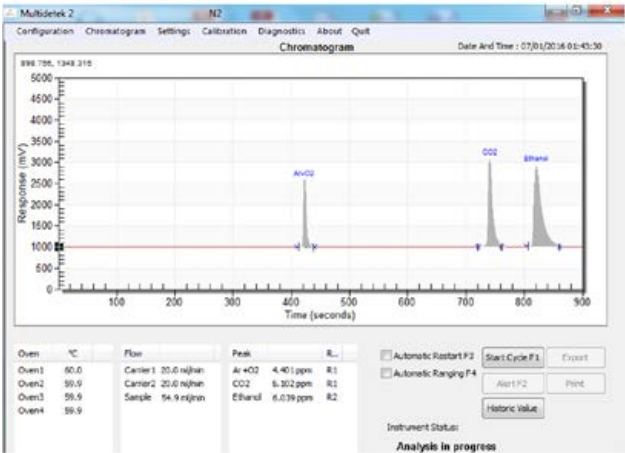 Multidetek 2 N2
Configuration Chromatogram Settings Calibration Diagnostics About Quit
Chromatogram Date And Time : 07/01/2016 01:43:30
898.756, 1348.315
5000
4500
4000
3500
3000
2500
2000
1500
1000
500
0
Response (mV)
Ar+O2
CO2
Ethanol
100 200 300 400 500 600 700 800 900
Time (seconds)
Oven °C Flow Peak R...
Oven1 60.0 Carrier1 20.0 ml/min Ar+O2 4.401 ppm R1
Oven2 59.9 Carrier2 20.0 ml/min CO2 6.102 ppm R1
Oven3 59.9 Sample 54.9 ml/min Ethanol 6.039 ppm R2
Oven4 59.9
Automatic Restart F3 Start Cycle F1 Export
Automatic Ranging F4 Alert F2 Print
Historic Value
Instrument Status:
Analysis in progress